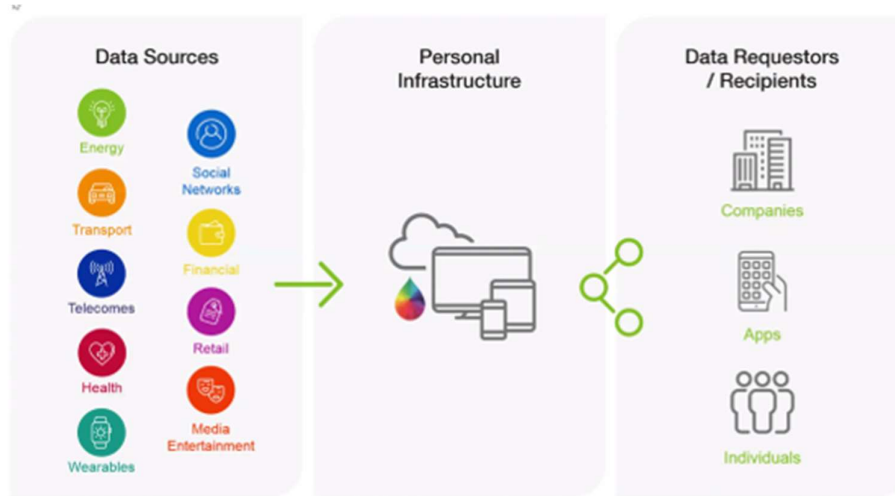 Data Sources
Energy
Transport
Telecomes
Health
Wearables
Social
Networks
Financial
Retail
Media
Entertainment
Personal
Infrastructure
Data Requestors
/ Recipients
Companies
Apps
Individuals